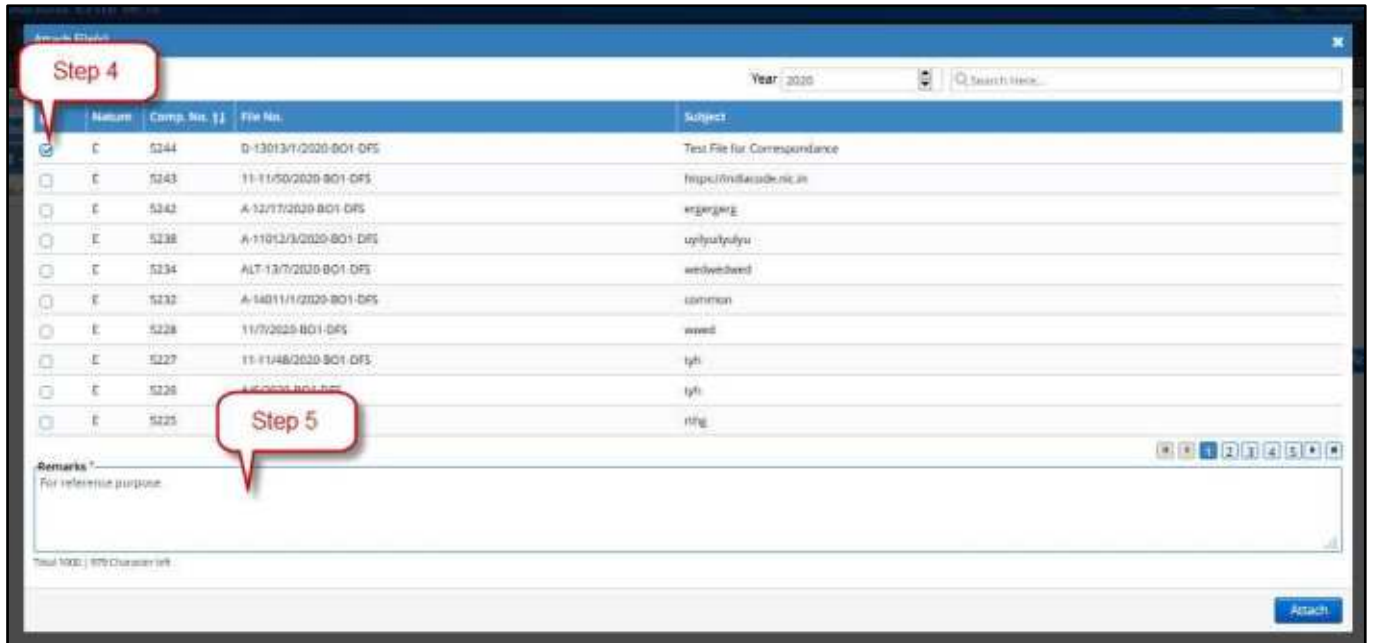 Attach File(s)
Step 4
Year 2020 Search Here...
Nature Comp. No. File No. Subject
E 5244 D-13013/1/2020-BO1-DFS Test File for Correspondance
E 5243 11-11/50/2020-BO1-DFS https://indiacode.nic.in
E 5242 A-12/17/2020-BO1-DFS ergergerg
E 5238 A-11012/3/2020-BO1-DFS
E 5234 ALT-13/7/2020-BO1-DFS wedwedwed
E 5232 A-14011/1/2020-BO1-DFS common
E 5228 11/7/2020-BO1-DFS
E 5227 11-11/48/2020-BO1-DFS tyh
E 5226 tyh
E 5225
Step 5
1 2 3 4 5
Remarks *
For reference purpose
Total 1000 | 979 Character left
Attach